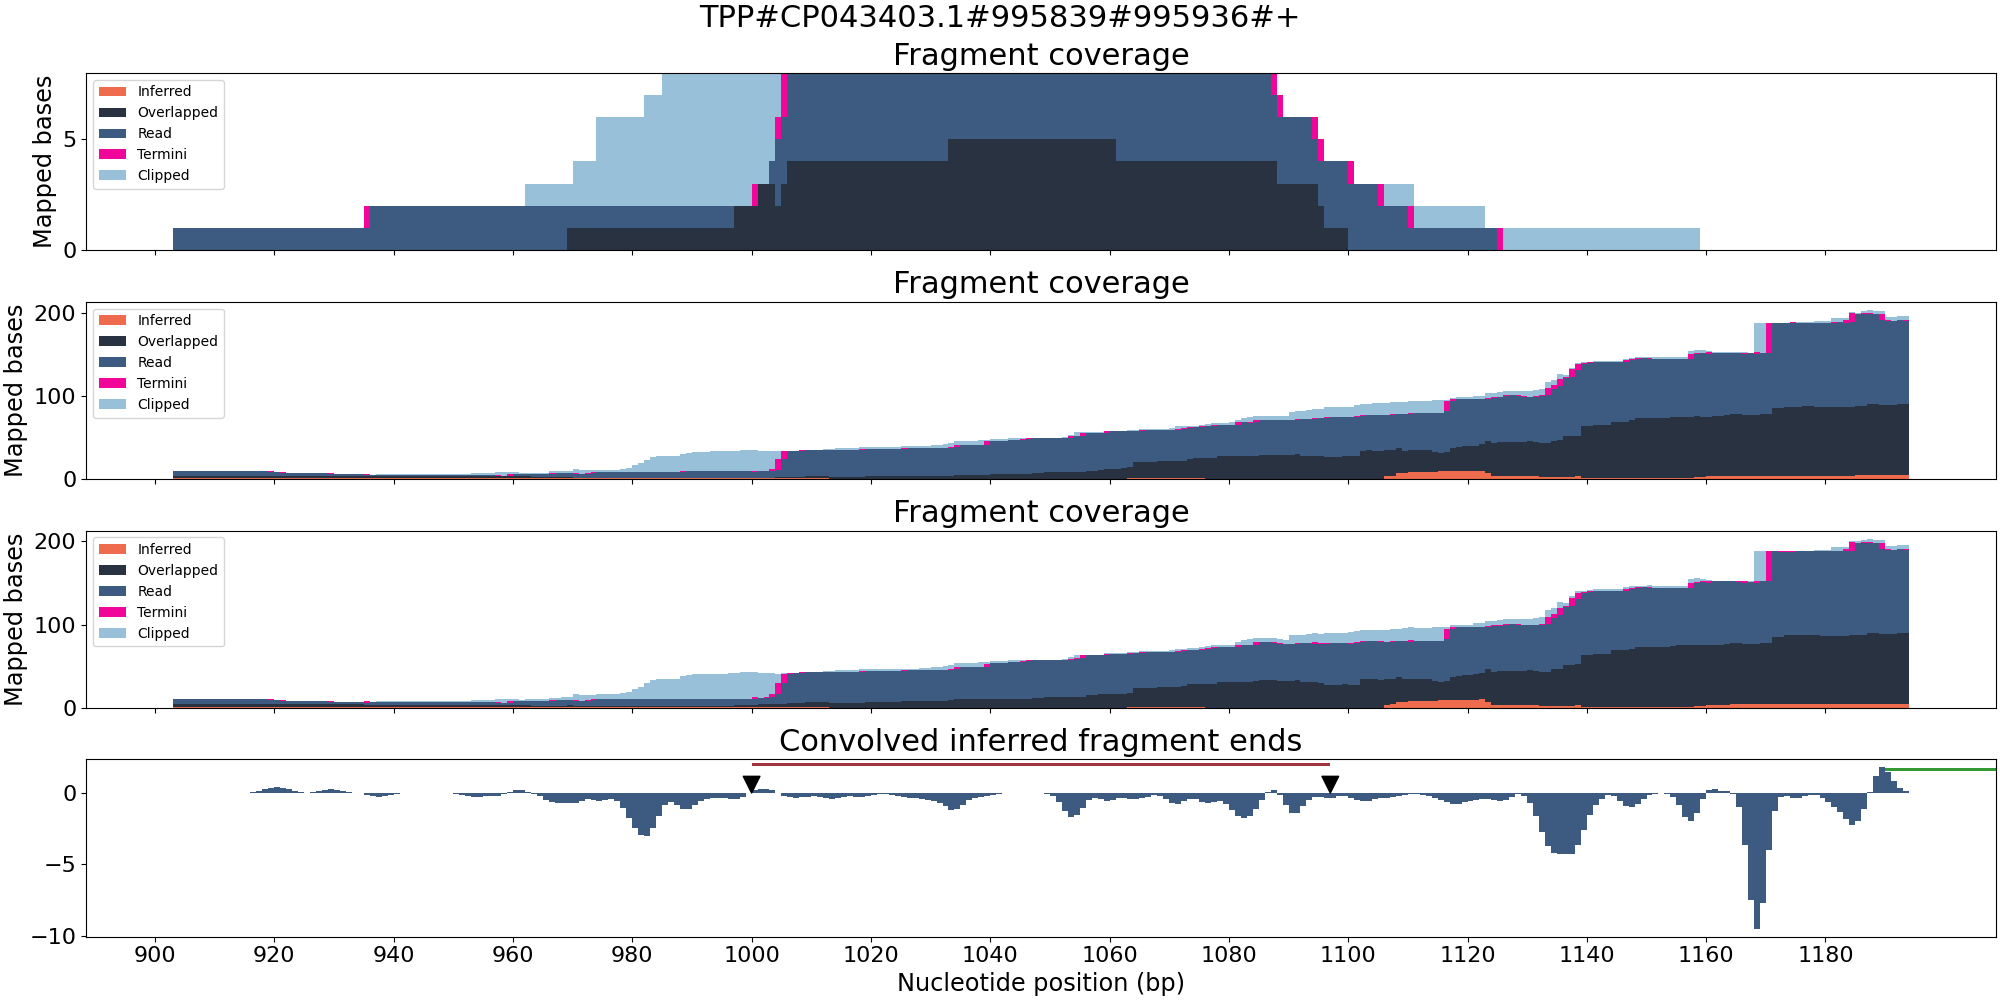 TPP#CP043403.1#995839#995936#+
Fragment coverage
Mapped bases
5
0
Inferred
Overlapped
Read
Termini
Clipped
Fragment coverage
Mapped bases
200
100
0
Inferred
Overlapped
Read
Termini
Clipped
Fragment coverage
Mapped bases
200
100
0
Inferred
Overlapped
Read
Termini
Clipped
Convolved inferred fragment ends
0
−5
−10
900 920 940 960 980 1000 1020 1040 1060 1080 1100 1120 1140 1160 1180
Nucleotide position (bp)